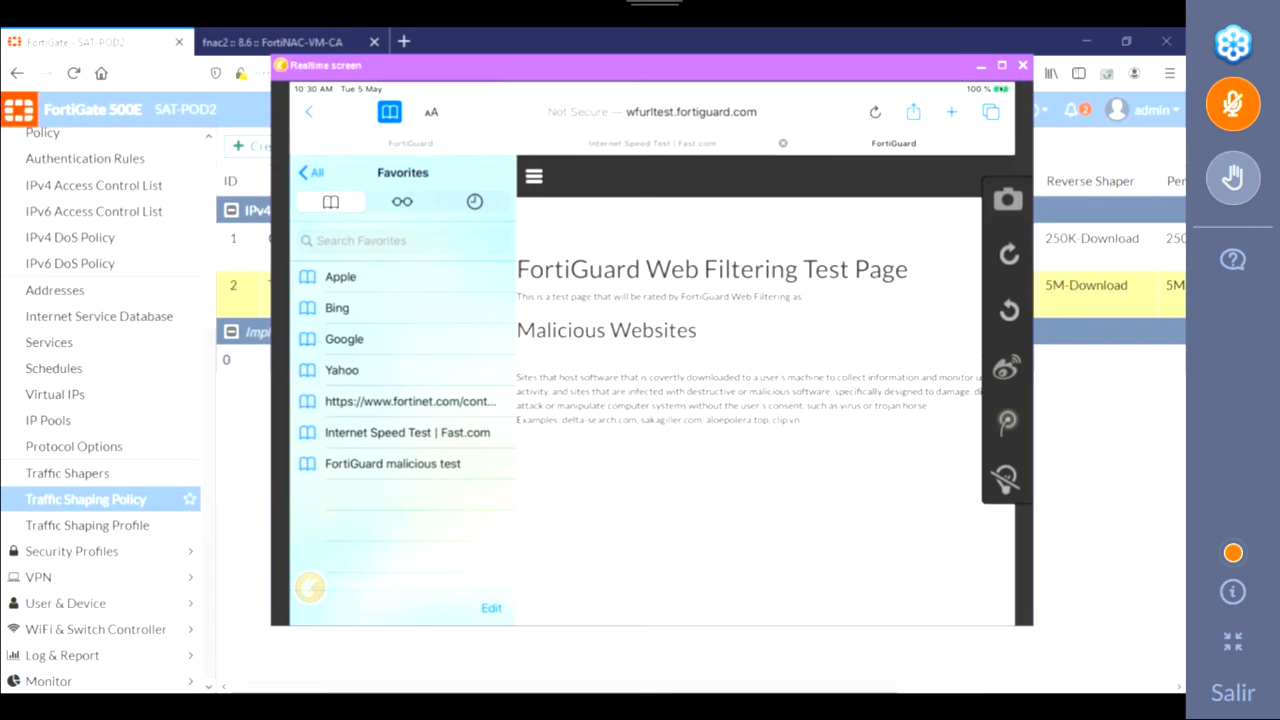 FortiGate - SAT-POD2
fnac2 :: 8.6 :: FortiNAC-VM-CA
FortiGate 500E SAT-POD2
2
admin
Policy
Authentication Rules
IPv4 Access Control List
IPv6 Access Control List
IPv4 DoS Policy
IPv6 DoS Policy
Addresses
Internet Service Database
Services
Schedules
Virtual IPs
IP Pools
Protocol Options
Traffic Shapers
Traffic Shaping Policy
Traffic Shaping Profile
Security Profiles
VPN
User & Device
WiFi & Switch Controller
Log & Report
Monitor
ID
IPv4
1
2
Impl
0
Realtime screen
10:30 AM Tue 5 May
100 %
AA
Not Secure — wfurltest.fortiguard.com
FortiGuard
Internet Speed Test | Fast.com
FortiGuard
All
Favorites
Search Favorites
Apple
Bing
Google
Yahoo
https://www.fortinet.com/cont...
Internet Speed Test | Fast.com
FortiGuard malicious test
Edit
FortiGuard Web Filtering Test Page
This is a test page that will be rated by FortiGuard Web Filtering as:
Malicious Websites
Sites that host software that is covertly downloaded to a user's machine to collect information and monitor u
activity, and sites that are infected with destructive or malicious software, specifically designed to damage, di
attack or manipulate computer systems without the user's consent, such as virus or trojan horse
Examples: delta-search.com, sakagiller.com, aloepolera.top, clip.vn
Reverse Shaper
Per
250K-Download
250
5M-Download
5M
Salir